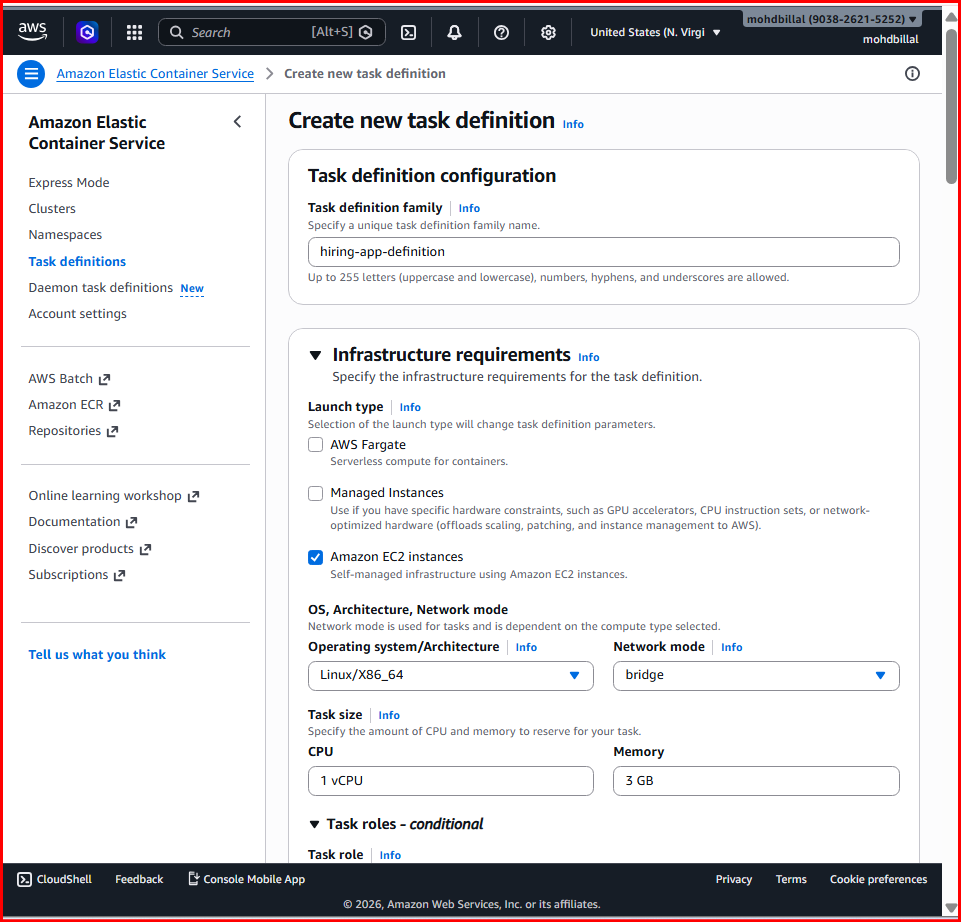 aws
Search [Alt+S]
United States (N. Virgi
mohdbillal (9038-2621-5252)
mohdbillal
Amazon Elastic Container Service
Create new task definition
Amazon Elastic
Container Service
Express Mode
Clusters
Namespaces
Task definitions
Daemon task definitions New
Account settings
AWS Batch
Amazon ECR
Repositories
Online learning workshop
Documentation
Discover products
Subscriptions
Tell us what you think
Create new task definition Info
Task definition configuration
Task definition family Info
Specify a unique task definition family name.
hiring-app-definition
Up to 255 letters (uppercase and lowercase), numbers, hyphens, and underscores are allowed.
Infrastructure requirements Info
Specify the infrastructure requirements for the task definition.
Launch type Info
Selection of the launch type will change task definition parameters.
AWS Fargate
Serverless compute for containers.
Managed Instances
Use if you have specific hardware constraints, such as GPU accelerators, CPU instruction sets, or network-
optimized hardware (offloads scaling, patching, and instance management to AWS).
Amazon EC2 instances
Self-managed infrastructure using Amazon EC2 instances.
OS, Architecture, Network mode
Network mode is used for tasks and is dependent on the compute type selected.
Operating system/Architecture Info
Linux/X86_64
Network mode Info
bridge
Task size Info
Specify the amount of CPU and memory to reserve for your task.
CPU
1 vCPU
Memory
3 GB
Task roles - conditional
Task role Info
CloudShell
Feedback
Console Mobile App
Privacy
Terms
Cookie preferences
© 2026, Amazon Web Services, Inc. or its affiliates.